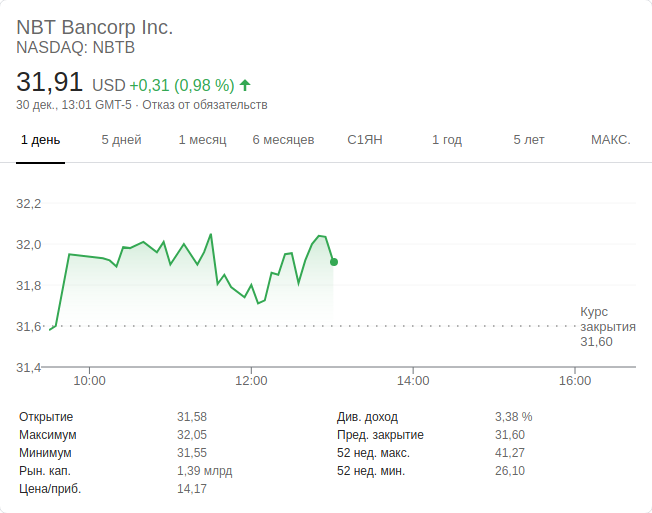 NBT Bancorp Inc.
NASDAQ: NBTB
31,91 USD +0,31 (0,98 %)
30 дек., 13:01 GMT-5 · Отказ от обязательств
1 день 5 дней 1 месяц 6 месяцев С1ЯН 1 год 5 лет МАКС.
32,2
32,0
31,8
31,6
31,4
Курс
закрытия
31,60
10:00 12:00 14:00 16:00
Открытие 31,58 Див. доход 3,38 %
Максимум 32,05 Пред. закрытие 31,60
Минимум 31,55 52 нед. макс. 41,27
Рын. кап. 1,39 млрд 52 нед. мин. 26,10
Цена/приб. 14,17